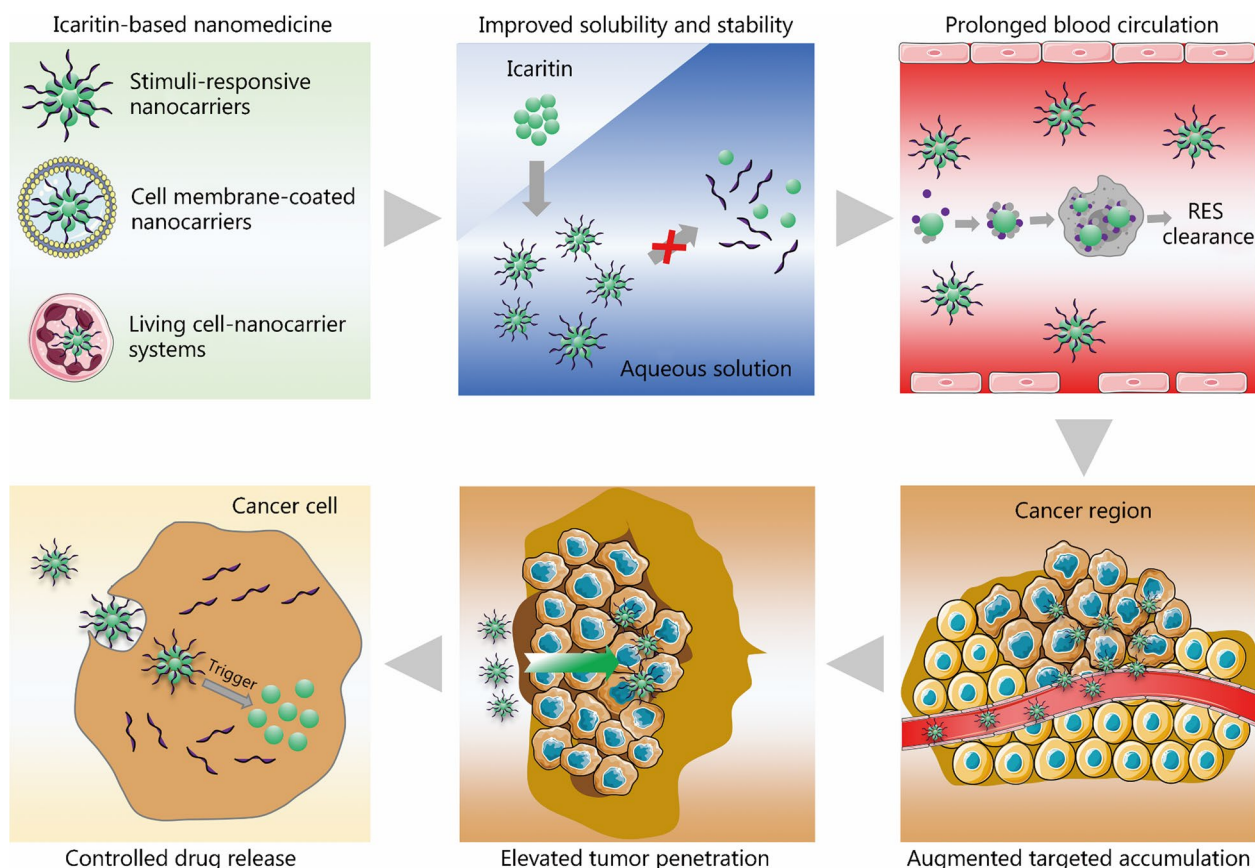 Icaritin-based nanomedicine
Stimuli-responsive
nanocarriers
Cell membrane-coated
nanocarriers
Living cell-nanocarrier
systems
Improved solubility and stability
Icaritin
Aqueous solution
Prolonged blood circulation
RES
clearance
Cancer region
Augmented targeted accumulation
Elevated tumor penetration
Cancer cell
Trigger
Controlled drug release